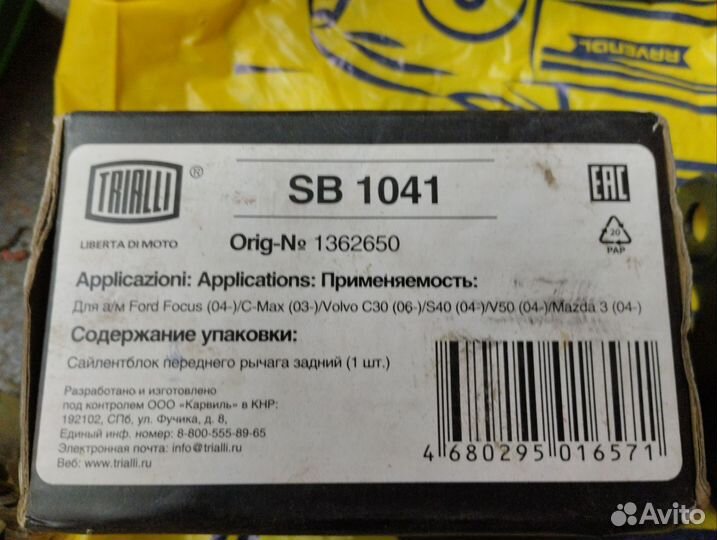 RAVENOL
TRIALLI®
SB 1041
EAC
LIBERTA DI MOTO
Orig-№ 1362650
20
PAP
Applicazioni: Applications: Применяемость:
Для а/м Ford Focus (04-)/C-Max (03-)/Volvo C30 (06-)/S40 (04-)/V50 (04-)/Mazda 3 (04-)
Содержание упаковки:
Сайлентблок переднего рычага задний (1 шт.)
Разработано и изготовлено
под контролем ООО «Карвиль» в КНР:
192102, СПб, ул. Фучика, д. 8,
Единый инф. номер: 8-800-555-89-65
Электронная почта: info@trialli.ru
Веб: www.trialli.ru
4 680295 016571
Avito